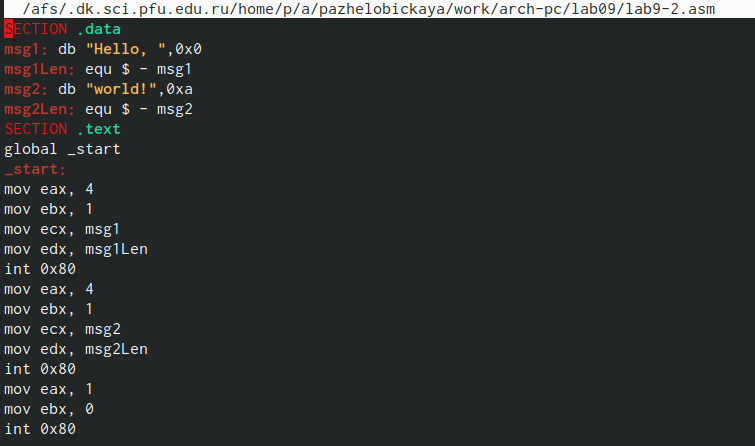 /afs/.dk.sci.pfu.edu.ru/home/p/a/pazhelobickaya/work/arch-pc/lab09/lab9-2.asm
SECTION .data
msg1: db "Hello, ",0x0
msg1Len: equ $ - msg1
msg2: db "world!",0xa
msg2Len: equ $ - msg2
SECTION .text
global _start
_start:
mov eax, 4
mov ebx, 1
mov ecx, msg1
mov edx, msg1Len
int 0x80
mov eax, 4
mov ebx, 1
mov ecx, msg2
mov edx, msg2Len
int 0x80
mov eax, 1
mov ebx, 0
int 0x80